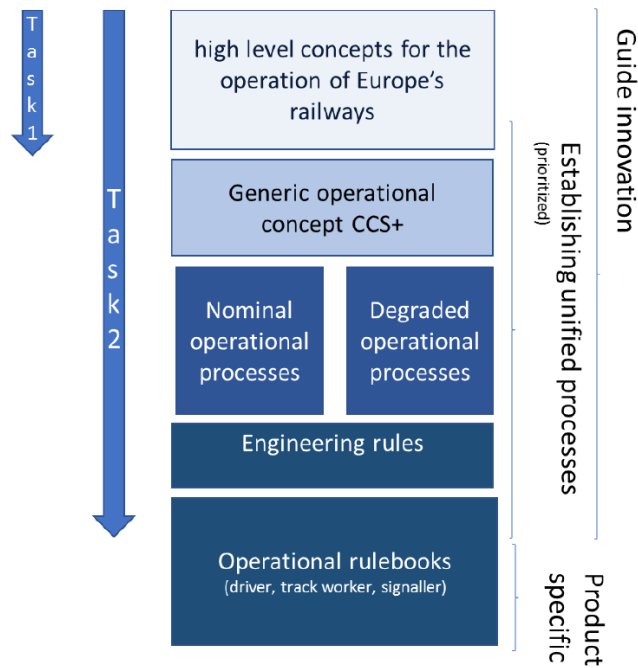 Task1
Task2
high level concepts for the
operation of Europe's
railways
Generic operational
concept CCS+
Nominal
operational
processes
Degraded
operational
processes
Engineering rules
Operational rulebooks
(driver, track worker, signaller)
Establishing unified processes
(prioritized)
Guide innovation
Product
specific